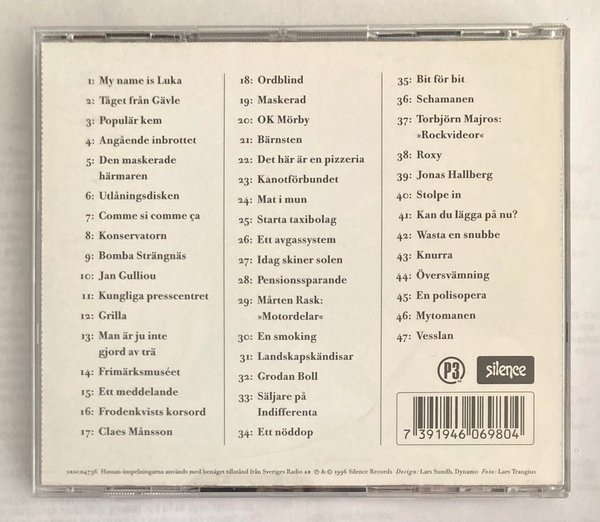 1: My name is Luka
2: Tåget från Gävle
3: Populär kem
4: Angående inbrottet
5: Den maskerade
härmaren
6: Utlåningsdisken
7: Comme si comme ça
8: Konservatorn
9: Bomba Strängnäs
10: Jan Gulliou
11: Kungliga presscentret
12: Grilla
13: Man är ju inte
gjord av trä
14: Frimärksmuséet
15: Ett meddelande
16: Frodenkvists korsord
17: Claes Månsson
18: Ordblind
19: Maskerad
20: OK Mörby
21: Bärnsten
22: Det här är en pizzeria
23: Kanotförbundet
24: Mat i mun
25: Starta taxibolag
26: Ett avgassystem
27: Idag skiner solen
28: Pensionssparande
29: Mårten Rask:
»Motordelar«
30: En smoking
31: Landskapskändisar
32: Grodan Boll
33: Säljare på
Indifferenta
34: Ett nöddop
35: Bit för bit
36: Schamanen
37: Torbjörn Majros:
»Rockvideor«
38: Roxy
39: Jonas Hallberg
40: Stolpe in
41: Kan du lägga på nu?
42: Wasta en snubbe
43: Knurra
44: Översvämning
45: En polisopera
46: Mytomanen
47: Vesslan
P3 silence
7 391946 069804
SRSCD4736 Hassan-inspelningarna används med benäget tillstånd från Sveriges Radio AB ℗ & © 1996 Silence Records Design: Lars Sundh, Dynamo Foto: Lars Trangius